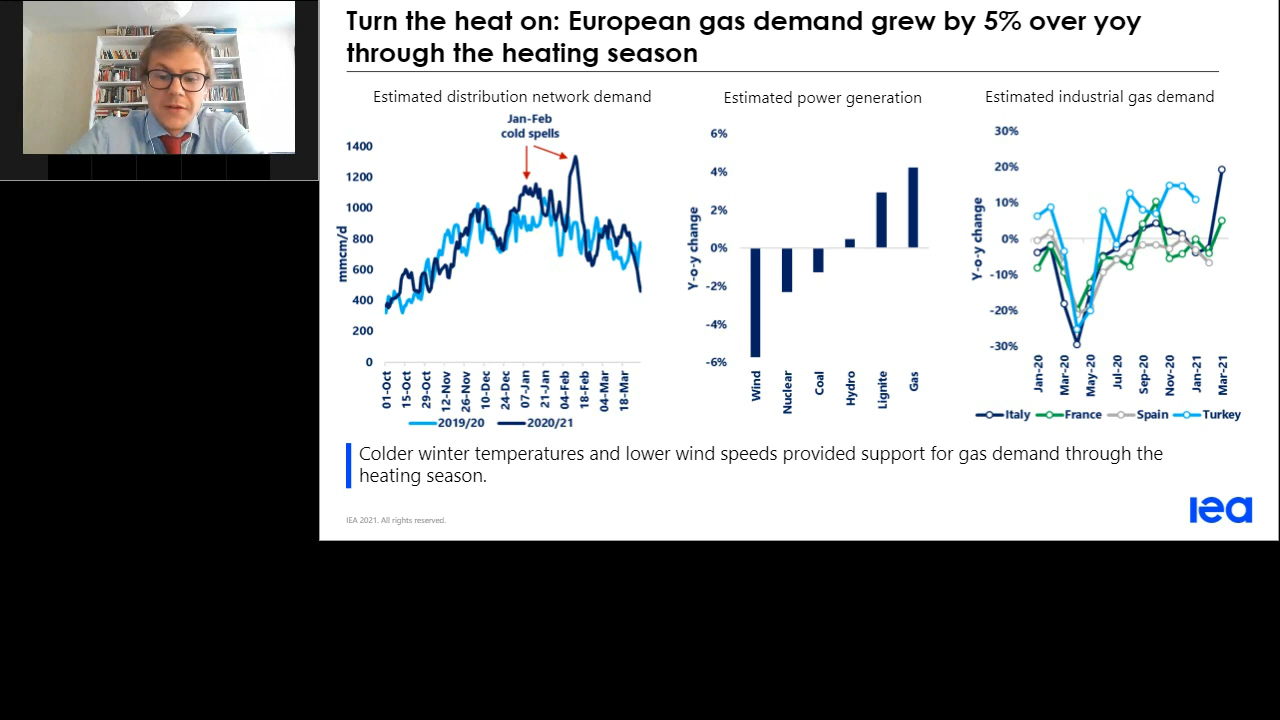 Turn the heat on: European gas demand grew by 5% over yoy
through the heating season
Estimated distribution network demand
Jan-Feb
cold spells
mmcm/d
1400
1200
1000
800
600
400
200
0
01-Oct
15-Oct
29-Oct
12-Nov
26-Nov
10-Dec
24-Dec
07-Jan
21-Jan
04-Feb
18-Feb
04-Mar
18-Mar
2019/20
2020/21
Estimated power generation
Y-o-y change
6%
4%
2%
0%
-2%
-4%
-6%
Wind
Nuclear
Coal
Hydro
Lignite
Gas
Estimated industrial gas demand
Y-o-y change
30%
20%
10%
0%
-10%
-20%
-30%
Jan-20
Mar-20
May-20
Jul-20
Sep-20
Nov-20
Jan-21
Mar-21
Italy
France
Spain
Turkey
Colder winter temperatures and lower wind speeds provided support for gas demand through the
heating season.
IEA 2021. All rights reserved.
iea